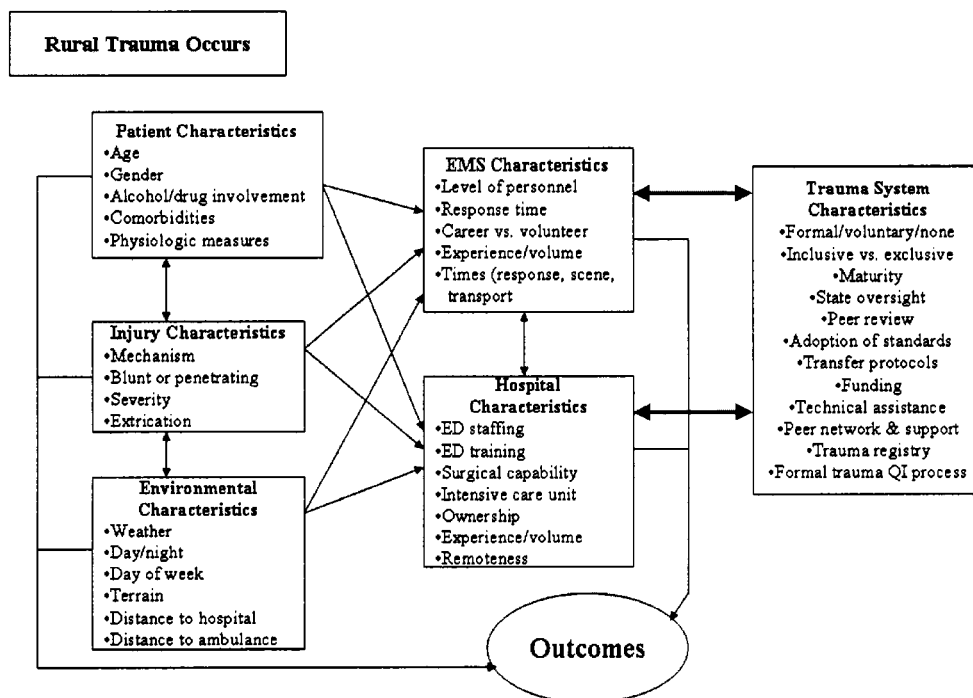 Rural Trauma Occurs
Patient Characteristics
•Age
•Gender
•Alcohol/drug involvement
•Comorbidities
•Physiologic measures
Injury Characteristics
•Mechanism
•Blunt or penetrating
•Severity
•Extrication
Environmental
Characteristics
•Weather
•Day/night
•Day of week
•Terrain
•Distance to hospital
•Distance to ambulance
EMS Characteristics
•Level of personnel
•Response time
•Career vs. volunteer
•Experience/volume
•Times (response, scene,
transport
Hospital
Characteristics
•ED staffing
•ED training
•Surgical capability
•Intensive care unit
•Ownership
•Experience/volume
•Remoteness
Trauma System
Characteristics
•Formal/voluntary/none
•Inclusive vs. exclusive
•Maturity
•State oversight
•Peer review
•Adoption of standards
•Transfer protocols
•Funding
•Technical assistance
•Peer network & support
•Trauma registry
•Formal trauma QI process
Outcomes